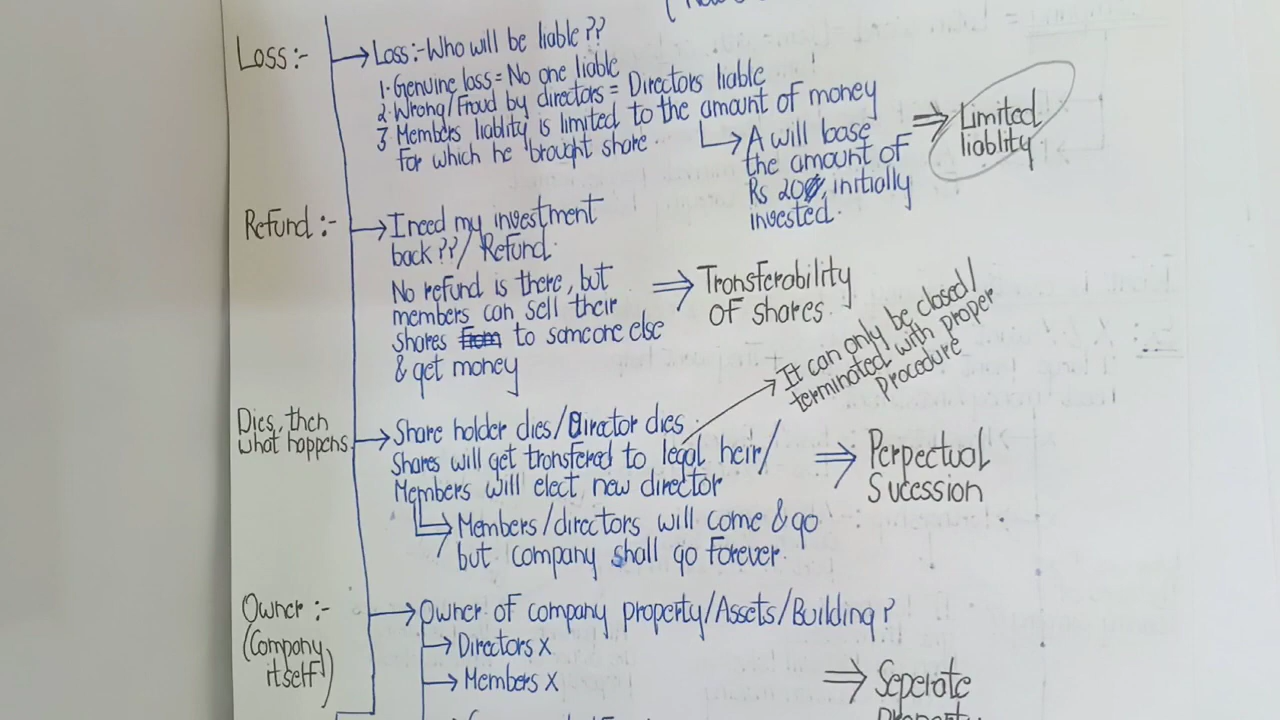 Loss:-
Loss:-Who will be liable ??
1. Genuine loss = No one liable
2. Wrong/Fraud by directors = Directors liable
3 Members liablity is limited to the amount of money
for which he brought share.
A will loose
the amount of
Rs 20, initially
invested.
⇒ Limited
liablity
Refund :-
I need my investment
back ??/ Refund.
No refund is there, but
members can sell their
shares from to someone else
& get money
⇒ Transferability
of shares.
It can only be closed/
terminated with proper
Procedure
Dies, then
what happens
Share holder dies/Director dies
Shares will get transfered to legal heir/
Members will elect new director
⇒ Perpectual
Sucession
Members/directors will come & go
but company shall go forever.
Owner :-
(Company
itself)
Owner of company property/Assets/Building ?
Directors X
Members X
⇒ Seperate